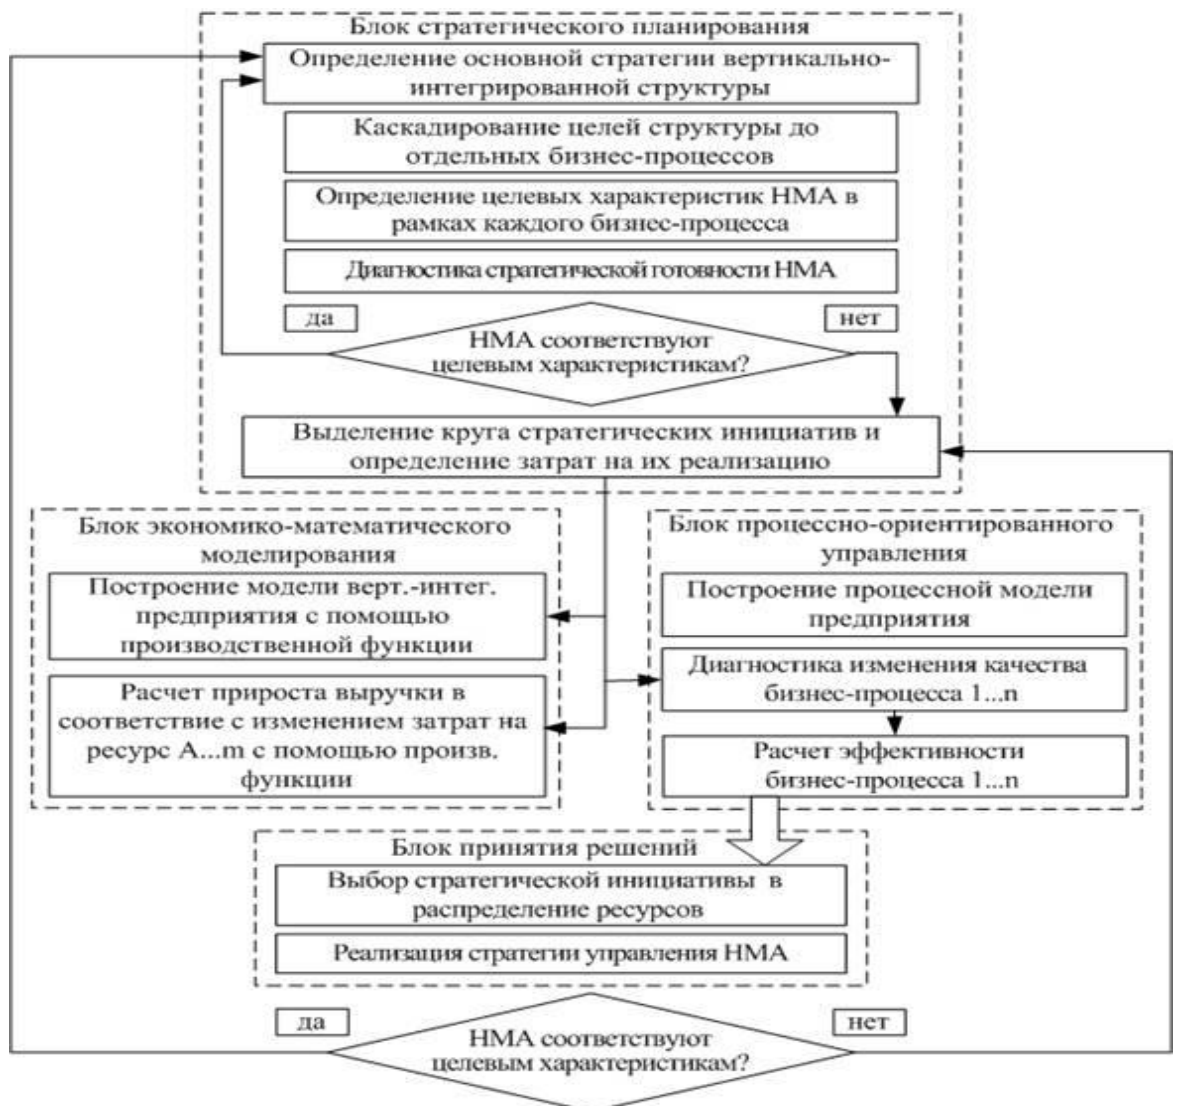 Блок стратегического планирования
Определение основной стратегии вертикально-
интегрированной структуры
Каскадирование целей структуры до
отдельных бизнес-процессов
Определение целевых характеристик НМА в
рамках каждого бизнес-процесса
Диагностика стратегической готовности НМА
да
нет
НМА соответствуют
целевым характеристикам?
Выделение круга стратегических инициатив и
определение затрат на их реализацию
Блок экономико-математического
моделирования
Построение модели верт.-интег.
предприятия с помощью
производственной функции
Расчет прироста выручки в
соответствие с изменением затрат на
ресурс А...m с помощью произв.
функции
Блок процессно-ориентированного
управления
Построение процессной модели
предприятия
Диагностика изменения качества
бизнес-процесса 1...n
Расчет эффективности
бизнес-процесса 1...n
Блок принятия решений
Выбор стратегической инициативы в
распределение ресурсов
Реализация стратегии управления НМА
да
нет
НМА соответствуют
целевым характеристикам?